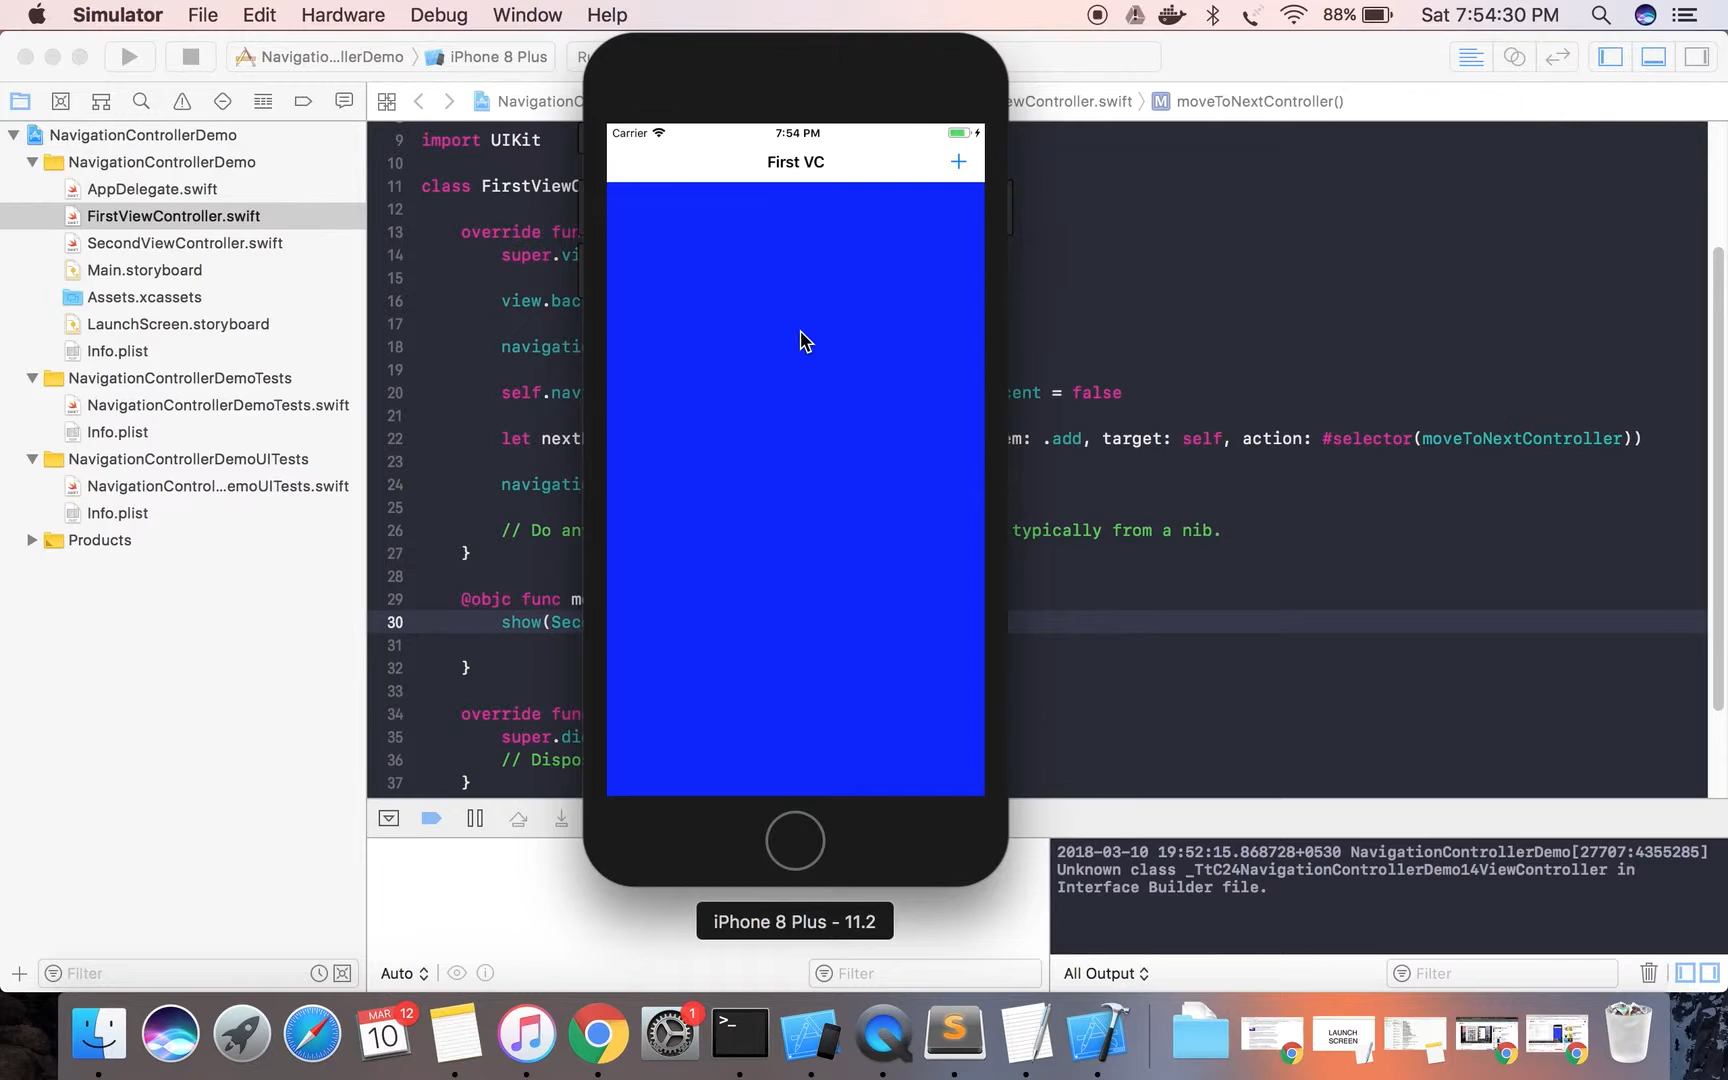 Simulator File Edit Hardware Debug Window Help 88% Sat 7:54:30 PM
Navigatio...llerDemo iPhone 8 Plus
NavigationC wController.swift M moveToNextController()
NavigationControllerDemo
NavigationControllerDemo
AppDelegate.swift
FirstViewController.swift
SecondViewController.swift
Main.storyboard
Assets.xcassets
LaunchScreen.storyboard
Info.plist
NavigationControllerDemoTests
NavigationControllerDemoTests.swift
Info.plist
NavigationControllerDemoUITests
NavigationControl...emoUITests.swift
Info.plist
Products
Filter
9 import UIKit
10
11 class FirstViewC
12
13 override fun
14 super.vi
15
16 view.bac
17
18 navigati
19
20 self.nav cent = false
21
22 let next em: .add, target: self, action: #selector(moveToNextController))
23
24 navigati
25
26 // Do an typically from a nib.
27 }
28
29 @objc func m
30 show(Sec
31
32 }
33
34 override fun
35 super.di
36 // Dispo
37 }
Carrier 7:54 PM
First VC
iPhone 8 Plus - 11.2
2018-03-10 19:52:15.868728+0530 NavigationControllerDemo[27707:4355285]
Unknown class _TtC24NavigationControllerDemo14ViewController in
Interface Builder file.
Auto Filter All Output Filter
MAR
10
12
1
LAUNCH
SCREEN